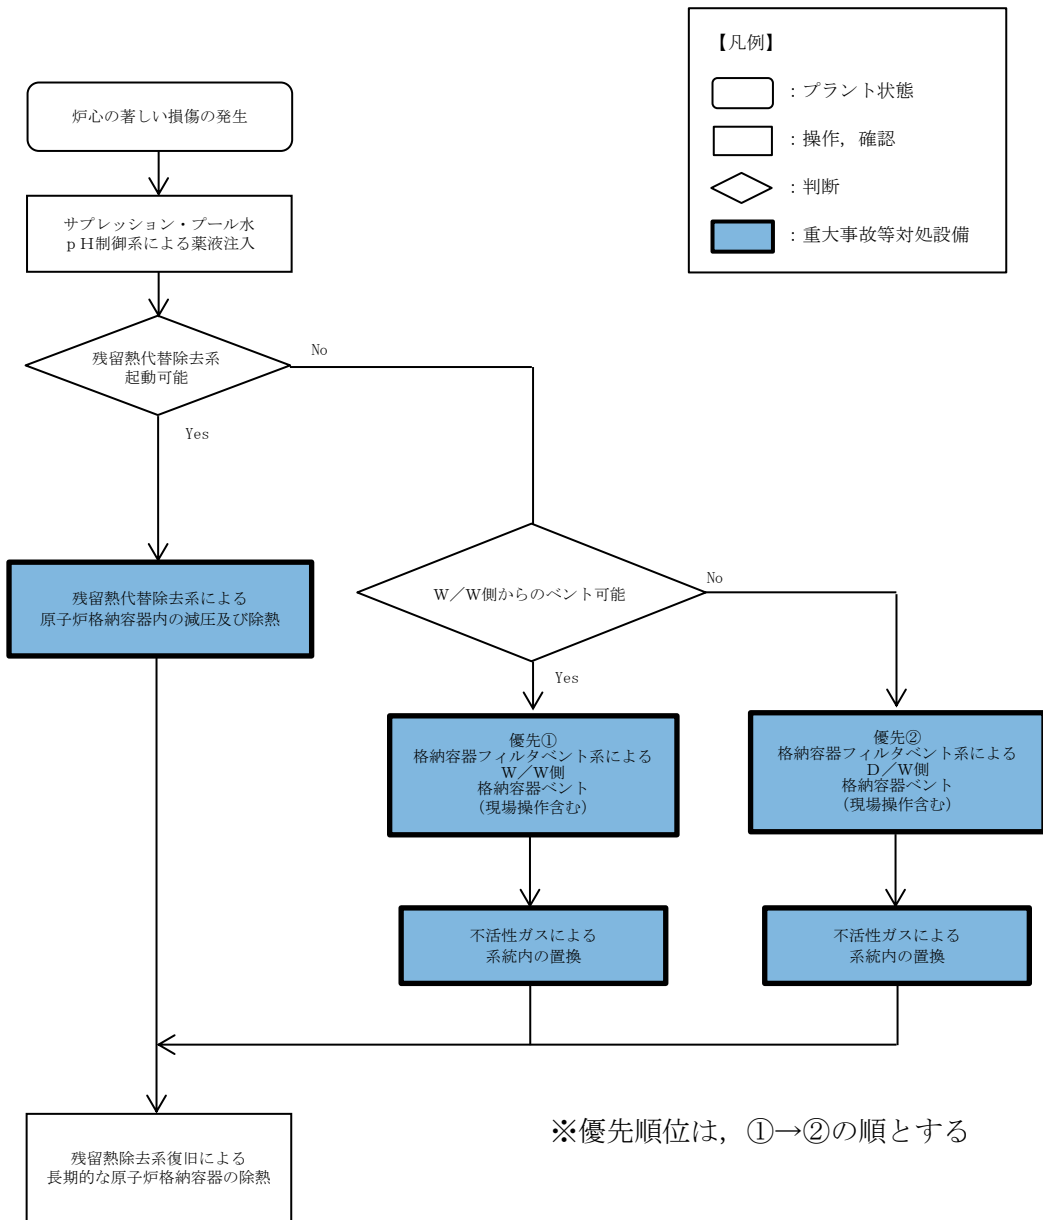 【凡例】
：プラント状態
：操作，確認
：判断
：重大事故等対処設備
炉心の著しい損傷の発生
サプレッション・プール水
ｐＨ制御系による薬液注入
残留熱代替除去系
起動可能
No
Yes
残留熱代替除去系による
原子炉格納容器内の減圧及び除熱
Ｗ／Ｗ側からのベント可能
No
Yes
優先①
格納容器フィルタベント系による
Ｗ／Ｗ側
格納容器ベント
（現場操作含む）
優先②
格納容器フィルタベント系による
Ｄ／Ｗ側
格納容器ベント
（現場操作含む）
不活性ガスによる
系統内の置換
不活性ガスによる
系統内の置換
※優先順位は，①→②の順とする
残留熱除去系復旧による
長期的な原子炉格納容器の除熱